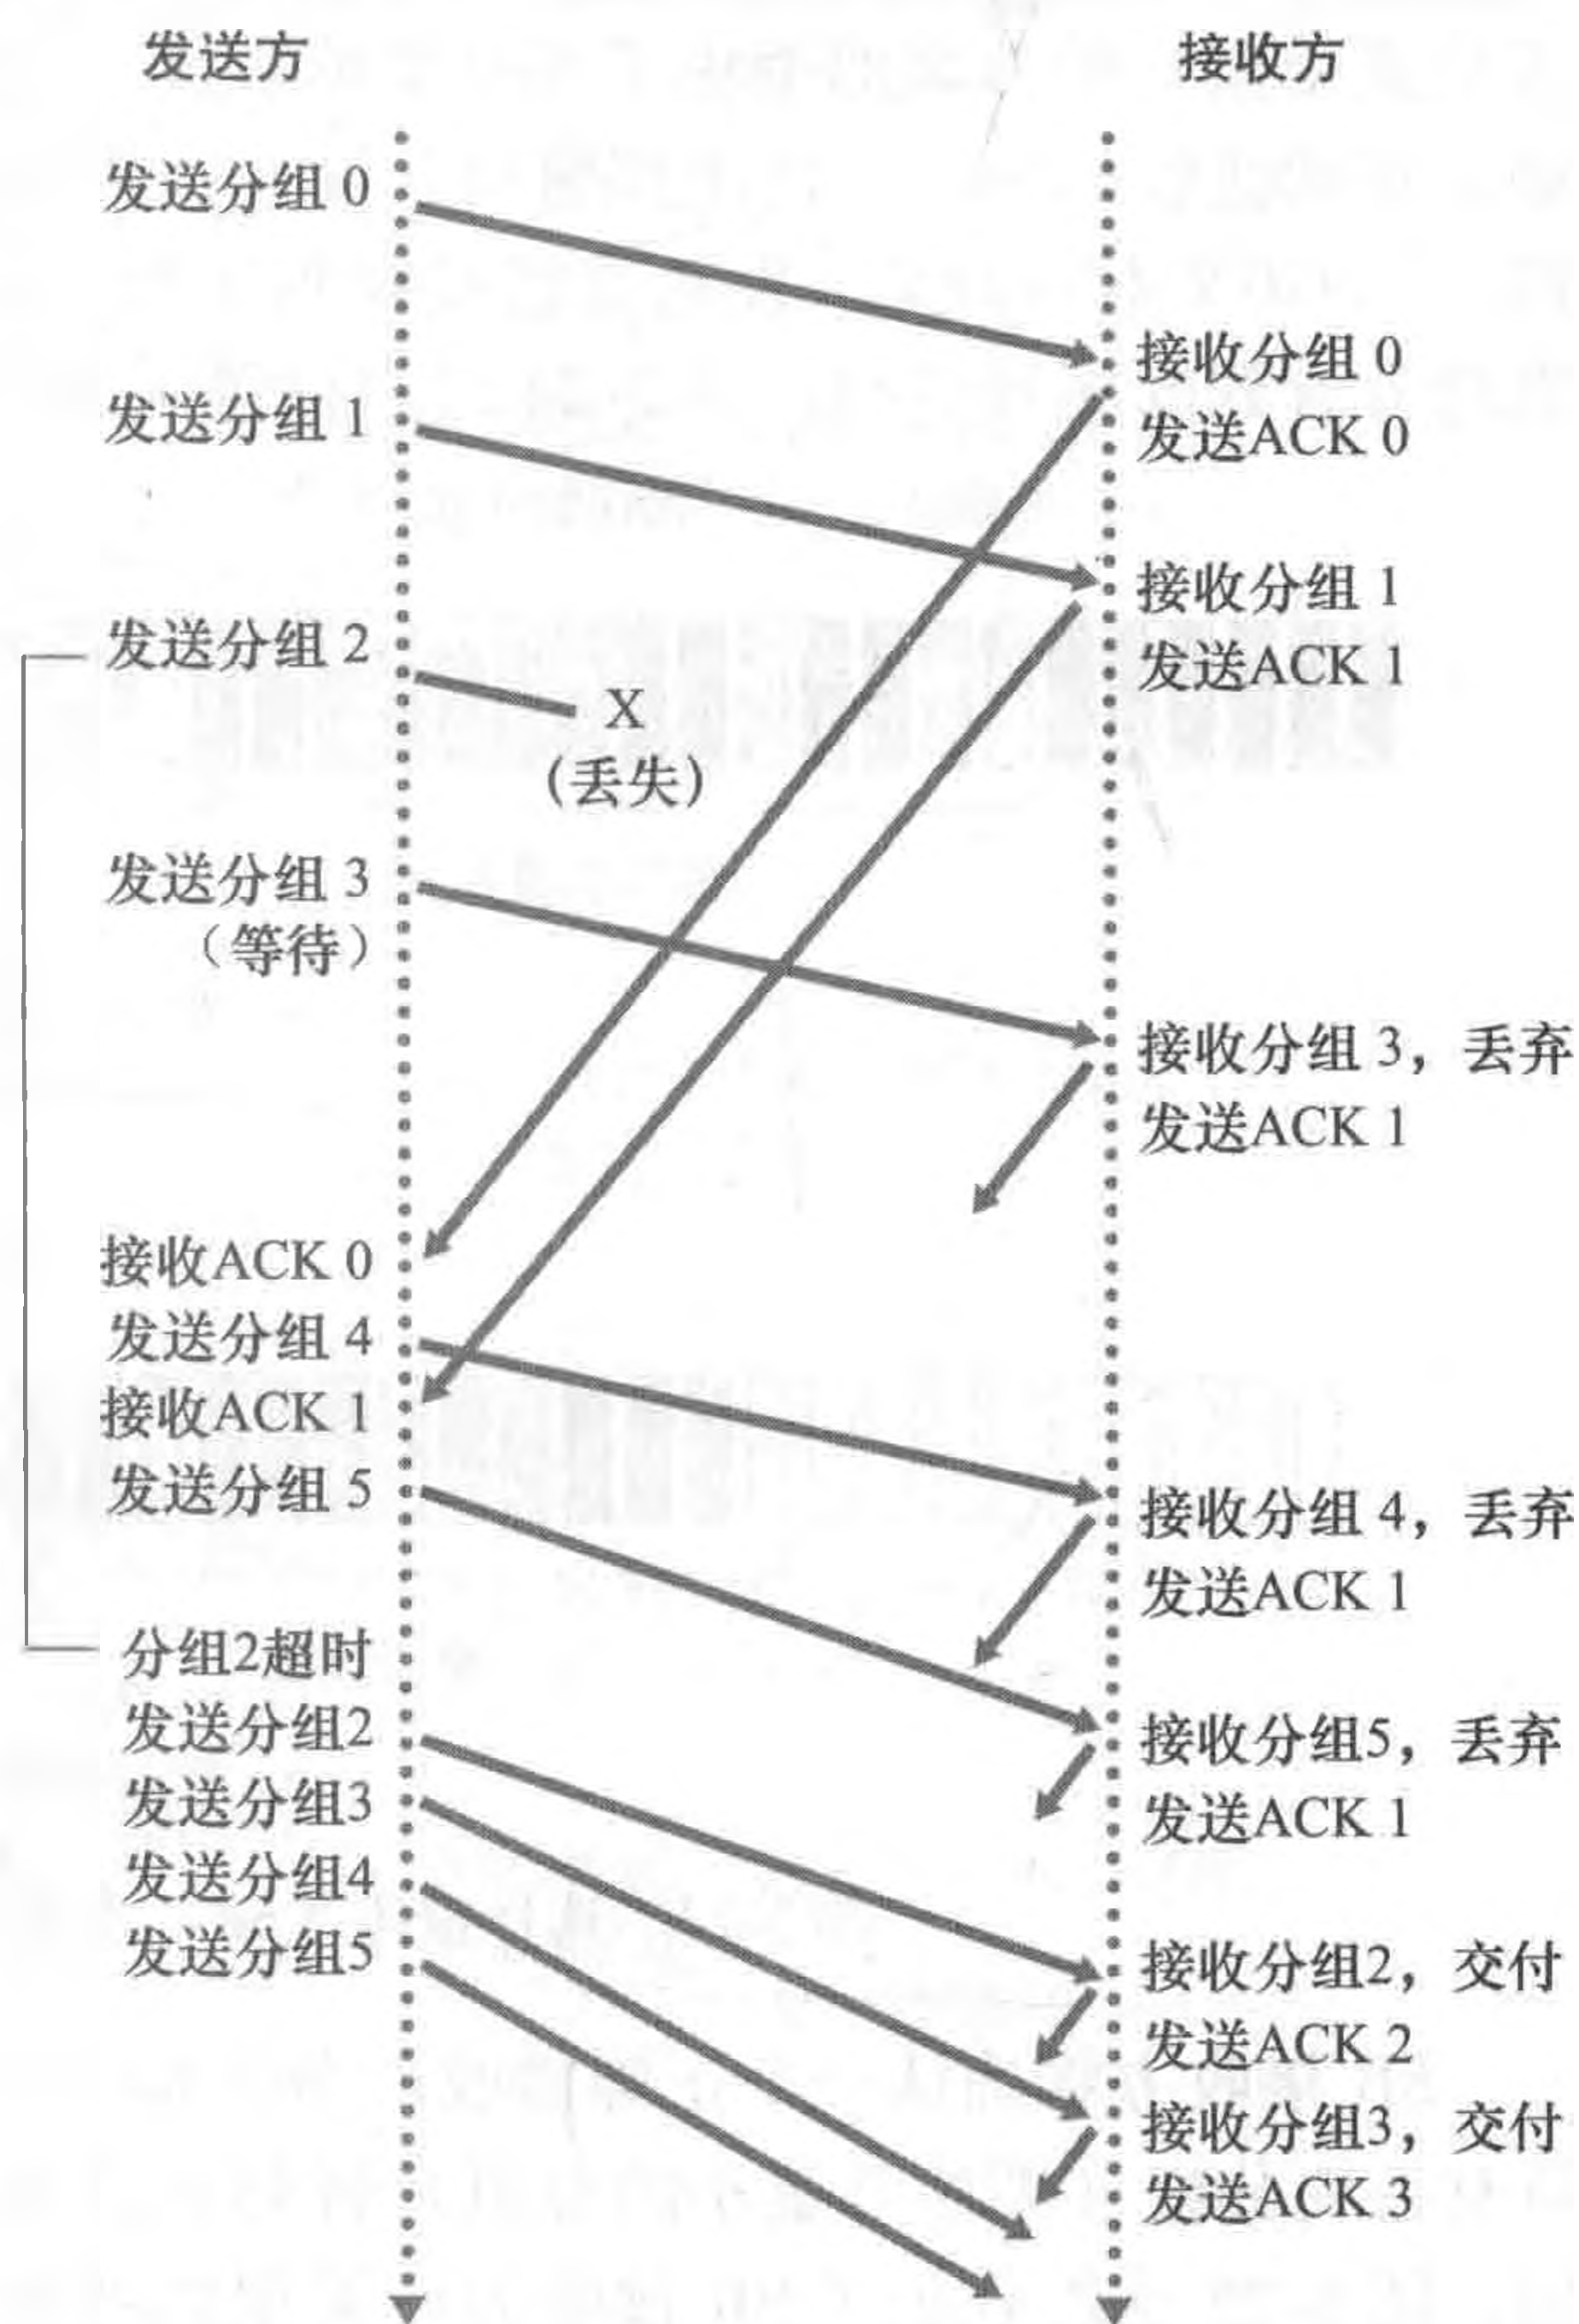 发送方
接收方
发送分组 0
接收分组 0
发送ACK 0
发送分组 1
接收分组 1
发送ACK 1
发送分组 2
X
(丢失)
发送分组 3
（等待）
接收分组 3，丢弃
发送ACK 1
接收ACK 0
发送分组 4
接收ACK 1
发送分组 5
接收分组 4，丢弃
发送ACK 1
分组2超时
发送分组2
发送分组3
发送分组4
发送分组5
接收分组5，丢弃
发送ACK 1
接收分组2，交付
发送ACK 2
接收分组3，交付
发送ACK 3